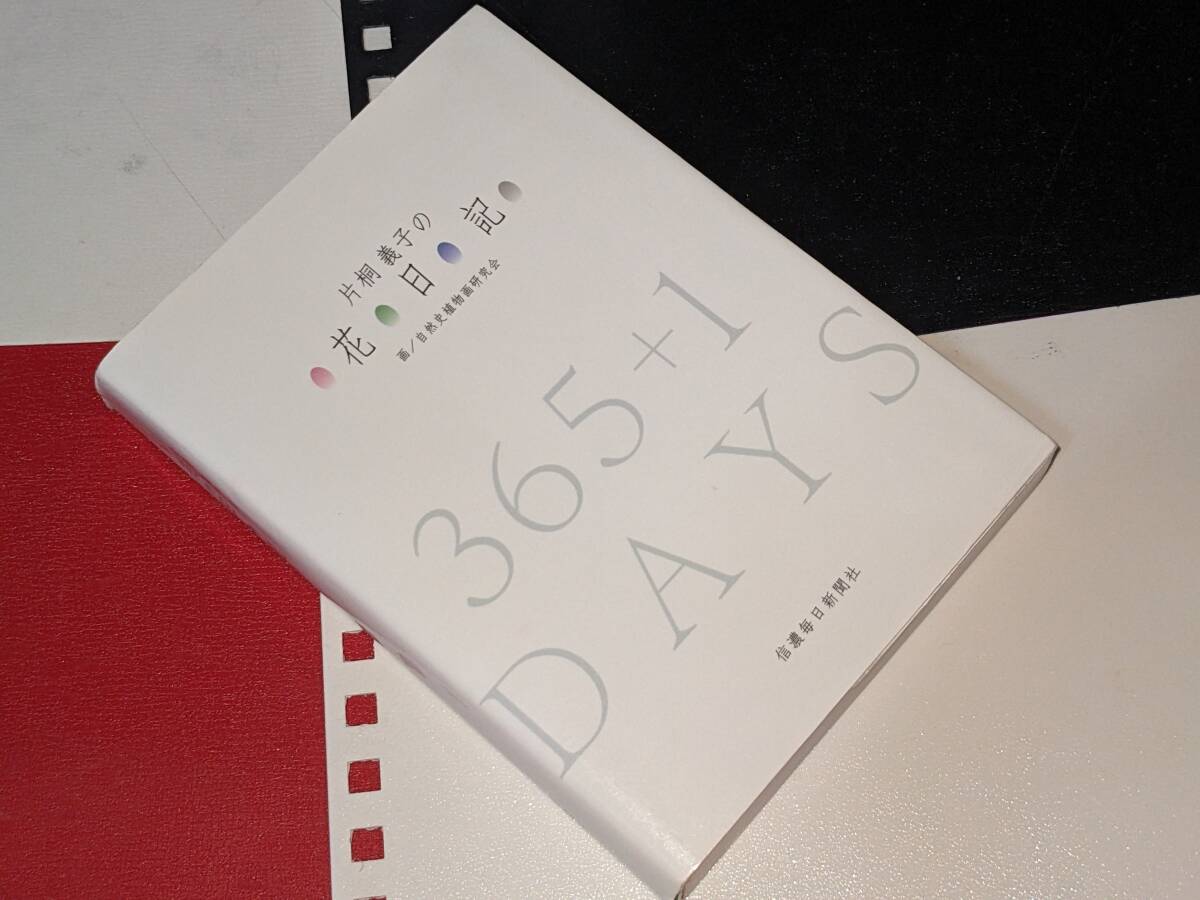 片桐義子の
花日記
画／自然史植物画研究会
365+1
DAYS
信濃毎日新聞社